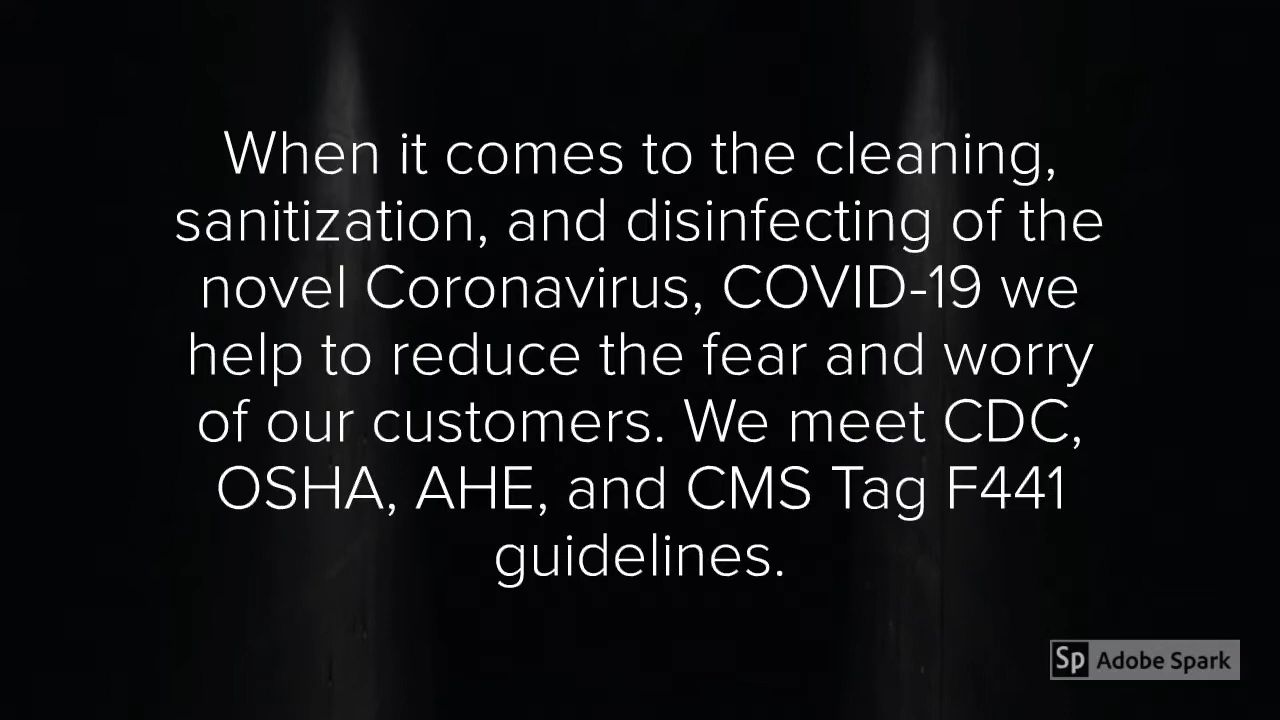 When it comes to the cleaning,
sanitization, and disinfecting of the
novel Coronavirus, COVID-19 we
help to reduce the fear and worry
of our customers. We meet CDC,
OSHA, AHE, and CMS Tag F441
guidelines.
Sp Adobe Spark